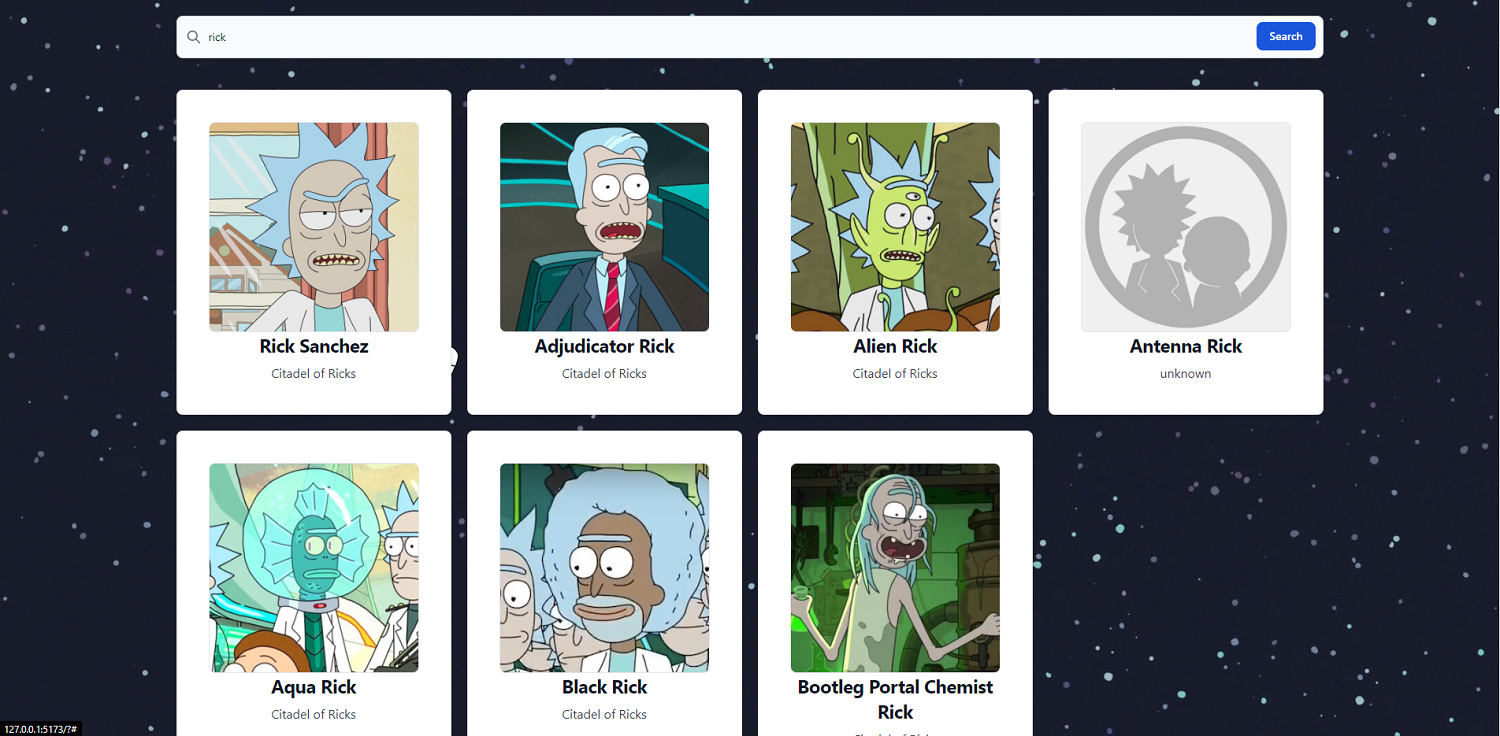 rick
Search
Rick Sanchez
Citadel of Ricks
Adjudicator Rick
Citadel of Ricks
Alien Rick
Citadel of Ricks
Antenna Rick
unknown
Aqua Rick
Citadel of Ricks
Black Rick
Citadel of Ricks
Bootleg Portal Chemist
Rick
127.0.0.1:5173/?#